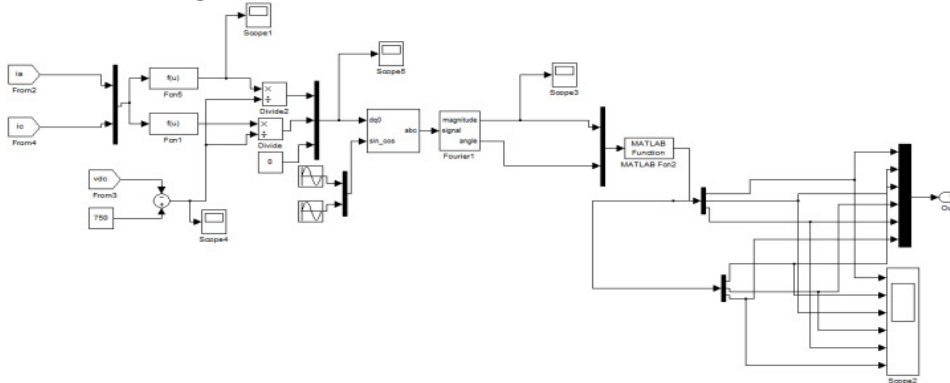 Scope1
Scope5
ia
From2
f(u)
Fcn5
×
÷
Divide2
Scope3
ic
From4
f(u)
Fcn1
×
÷
Divide
dq0
sin_cos
abc
magnitude
signal
angle
Fourier1
MATLAB
Function
MATLAB Fcn2
0
vdc
From3
750
Scope4
Scope2